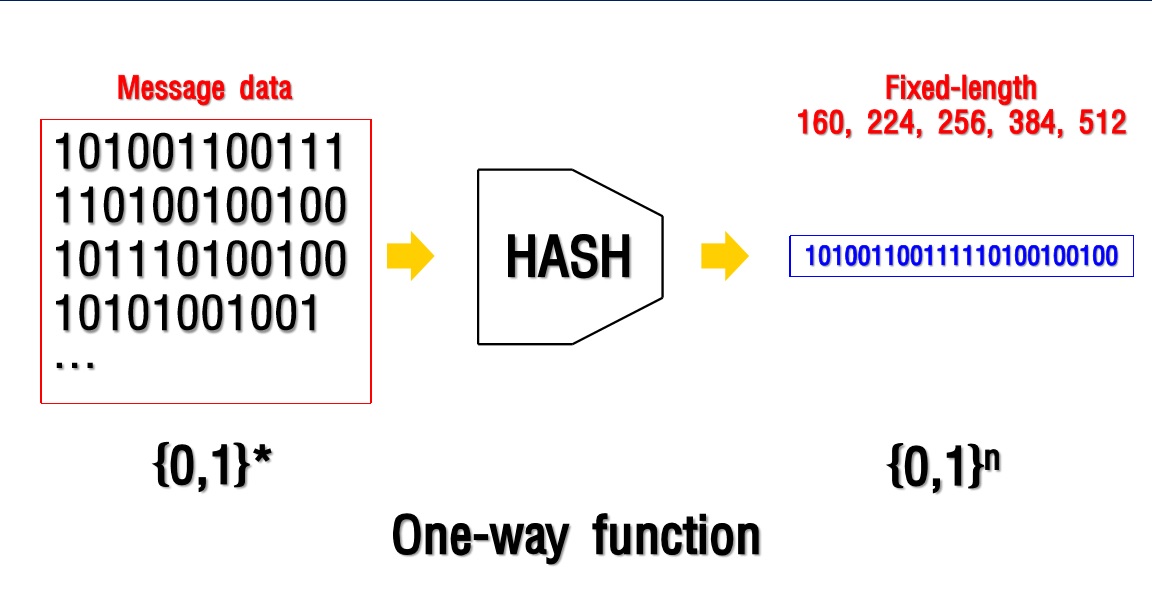 Message data
101001100111
110100100100
101110100100
10101001001
...
{0,1}*
HASH
Fixed-length
160, 224, 256, 384, 512
101001100111110100100100
{0,1}ⁿ
One-way function